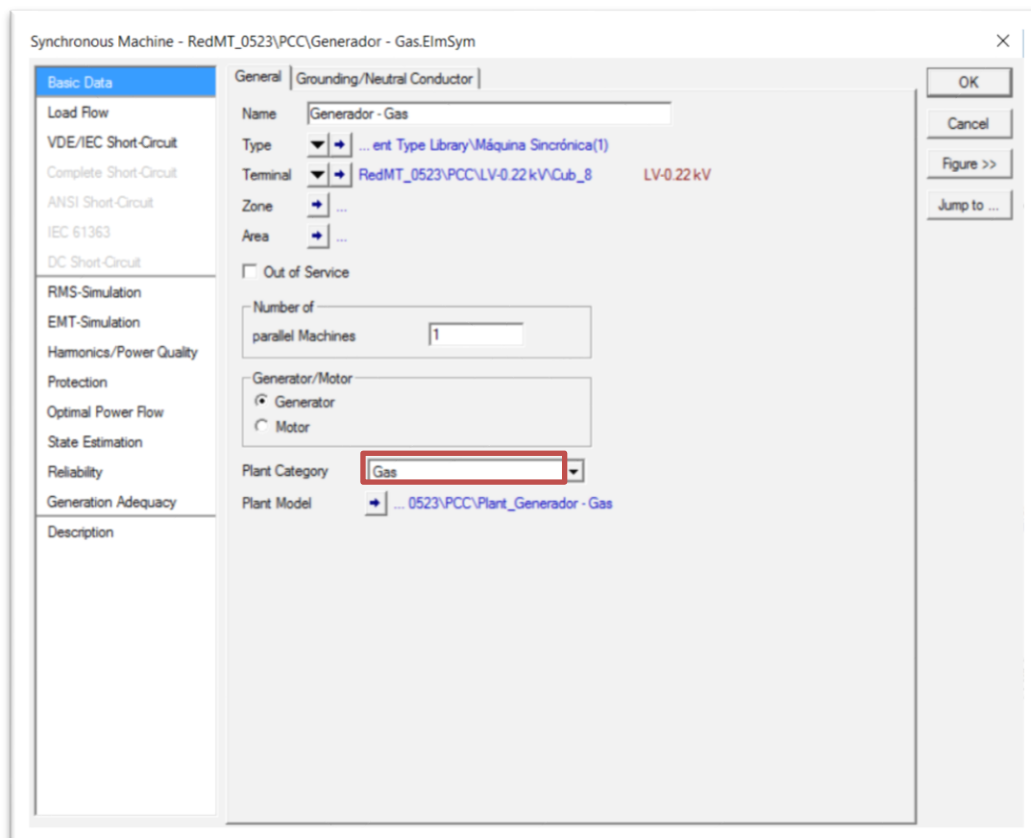 Synchronous Machine - RedMT_0523\PCC\Generador - Gas.ElmSym
Basic Data
Load Flow
VDE/IEC Short-Circuit
Complete Short-Circuit
ANSI Short-Circuit
IEC 61363
DC Short-Circuit
RMS-Simulation
EMT-Simulation
Harmonics/Power Quality
Protection
Optimal Power Flow
State Estimation
Reliability
Generation Adequacy
Description
General Grounding/Neutral Conductor
Name Generador - Gas
Type ... ent Type Library\Máquina Sincrónica(1)
Terminal RedMT_0523\PCC\LV-0.22 kV\Cub_8 LV-0.22 kV
Zone ...
Area ...
Out of Service
Number of
parallel Machines 1
Generator/Motor
Generator
Motor
Plant Category Gas
Plant Model ... 0523\PCC\Plant_Generador - Gas
OK
Cancel
Figure >>
Jump to ...